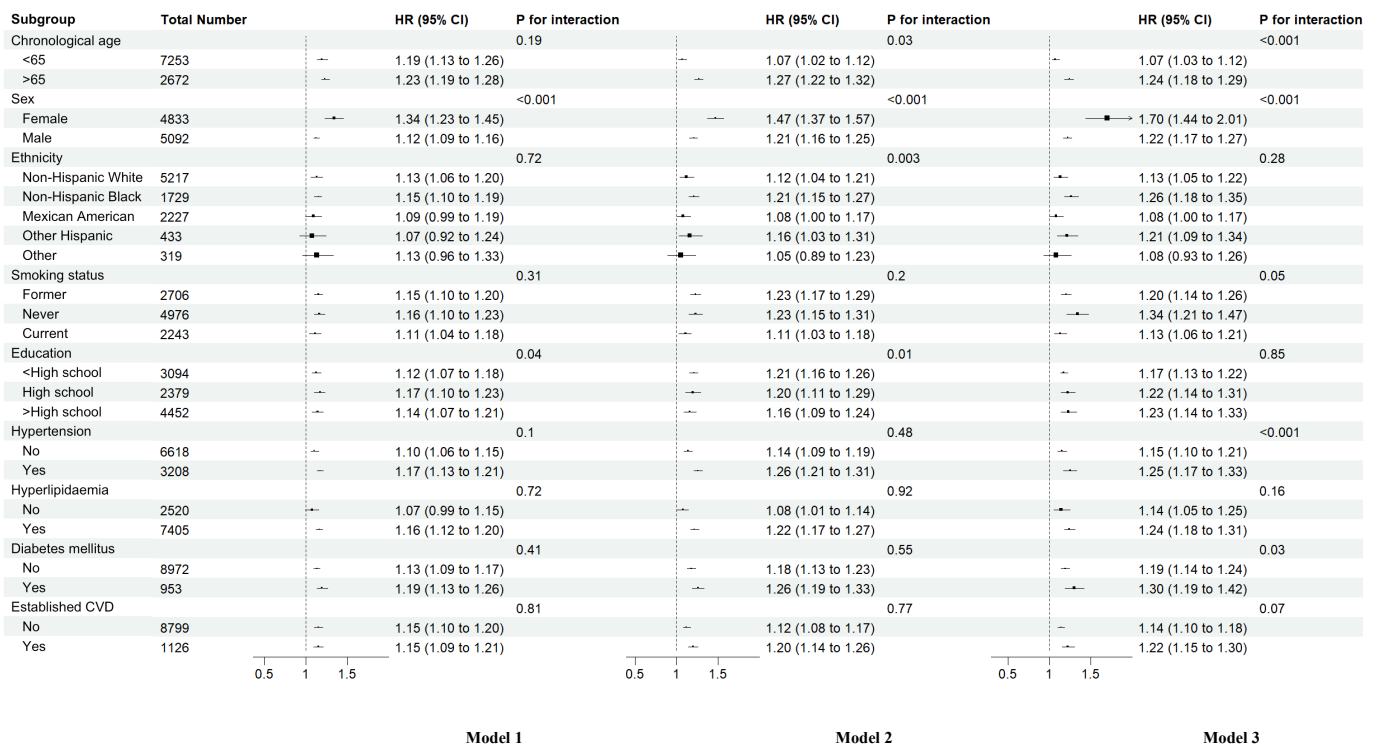 Subgroup Total Number HR (95% CI) P for interaction HR (95% CI) P for interaction HR (95% CI) P for interaction
Chronological age 0.19 0.03 <0.001
<65 7253 1.19 (1.13 to 1.26) 1.07 (1.02 to 1.12) 1.07 (1.03 to 1.12)
>65 2672 1.23 (1.19 to 1.28) 1.27 (1.22 to 1.32) 1.24 (1.18 to 1.29)
Sex <0.001 <0.001 <0.001
Female 4833 1.34 (1.23 to 1.45) 1.47 (1.37 to 1.57) 1.70 (1.44 to 2.01)
Male 5092 1.12 (1.09 to 1.16) 1.21 (1.16 to 1.25) 1.22 (1.17 to 1.27)
Ethnicity 0.72 0.003 0.28
Non-Hispanic White 5217 1.13 (1.06 to 1.20) 1.12 (1.04 to 1.21) 1.13 (1.05 to 1.22)
Non-Hispanic Black 1729 1.15 (1.10 to 1.19) 1.21 (1.15 to 1.27) 1.26 (1.18 to 1.35)
Mexican American 2227 1.09 (0.99 to 1.19) 1.08 (1.00 to 1.17) 1.08 (1.00 to 1.17)
Other Hispanic 433 1.07 (0.92 to 1.24) 1.16 (1.03 to 1.31) 1.21 (1.09 to 1.34)
Other 319 1.13 (0.96 to 1.33) 1.05 (0.89 to 1.23) 1.08 (0.93 to 1.26)
Smoking status 0.31 0.2 0.05
Former 2706 1.15 (1.10 to 1.20) 1.23 (1.17 to 1.29) 1.20 (1.14 to 1.26)
Never 4976 1.16 (1.10 to 1.23) 1.23 (1.15 to 1.31) 1.34 (1.21 to 1.47)
Current 2243 1.11 (1.04 to 1.18) 1.11 (1.03 to 1.18) 1.13 (1.06 to 1.21)
Education 0.04 0.01 0.85
<High school 3094 1.12 (1.07 to 1.18) 1.21 (1.16 to 1.26) 1.17 (1.13 to 1.22)
High school 2379 1.17 (1.10 to 1.23) 1.20 (1.11 to 1.29) 1.22 (1.14 to 1.31)
>High school 4452 1.14 (1.07 to 1.21) 1.16 (1.09 to 1.24) 1.23 (1.14 to 1.33)
Hypertension 0.1 0.48 <0.001
No 6618 1.10 (1.06 to 1.15) 1.14 (1.09 to 1.19) 1.15 (1.10 to 1.21)
Yes 3208 1.17 (1.13 to 1.21) 1.26 (1.21 to 1.31) 1.25 (1.17 to 1.33)
Hyperlipidaemia 0.72 0.92 0.16
No 2520 1.07 (0.99 to 1.15) 1.08 (1.01 to 1.14) 1.14 (1.05 to 1.25)
Yes 7405 1.16 (1.12 to 1.20) 1.22 (1.17 to 1.27) 1.24 (1.18 to 1.31)
Diabetes mellitus 0.41 0.55 0.03
No 8972 1.13 (1.09 to 1.17) 1.18 (1.13 to 1.23) 1.19 (1.14 to 1.24)
Yes 953 1.19 (1.13 to 1.26) 1.26 (1.19 to 1.33) 1.30 (1.19 to 1.42)
Established CVD 0.81 0.77 0.07
No 8799 1.15 (1.10 to 1.20) 1.12 (1.08 to 1.17) 1.14 (1.10 to 1.18)
Yes 1126 1.15 (1.09 to 1.21) 1.20 (1.14 to 1.26) 1.22 (1.15 to 1.30)
0.5 1 1.5 0.5 1 1.5 0.5 1 1.5
Model 1 Model 2 Model 3